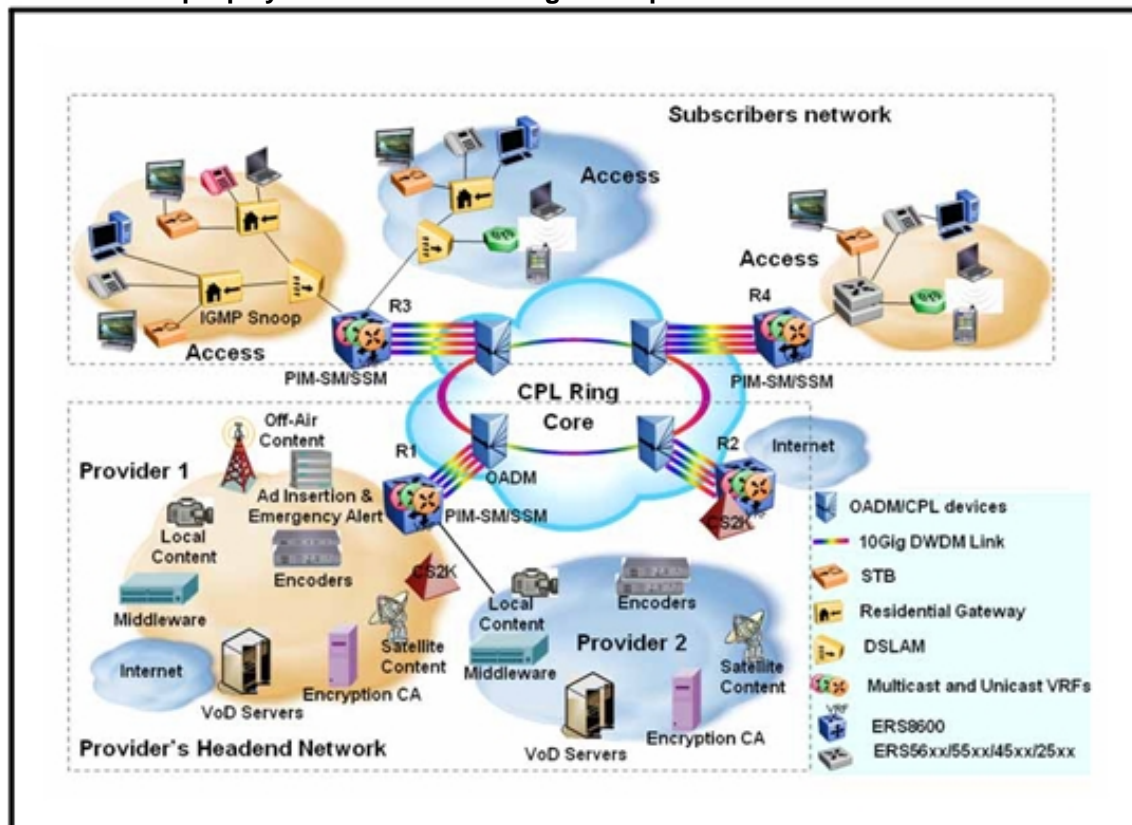 Subscribers network
Access
Access
R3
R4
IGMP Snoop
Access
PIM-SM/SSM
PIM-SM/SSM
CPL Ring
Core
Off-Air
Content
Provider 1
R1
R2
Internet
OADM
Ad Insertion &
Emergency Alert
PIM-SM/SSM
Local
Content
CS2K
Encoders
CS2K
Middleware
Local
Content
Encoders
Satellite
Content
Provider 2
Internet
Middleware
Satellite
Content
Encryption CA
VoD Servers
Encryption CA
Provider's Headend Network
VoD Servers
OADM/CPL devices
10Gig DWDM Link
STB
Residential Gateway
DSLAM
Multicast and Unicast VRFs
VRF
ERS8600
ERS56xx/55xx/45xx/25xx